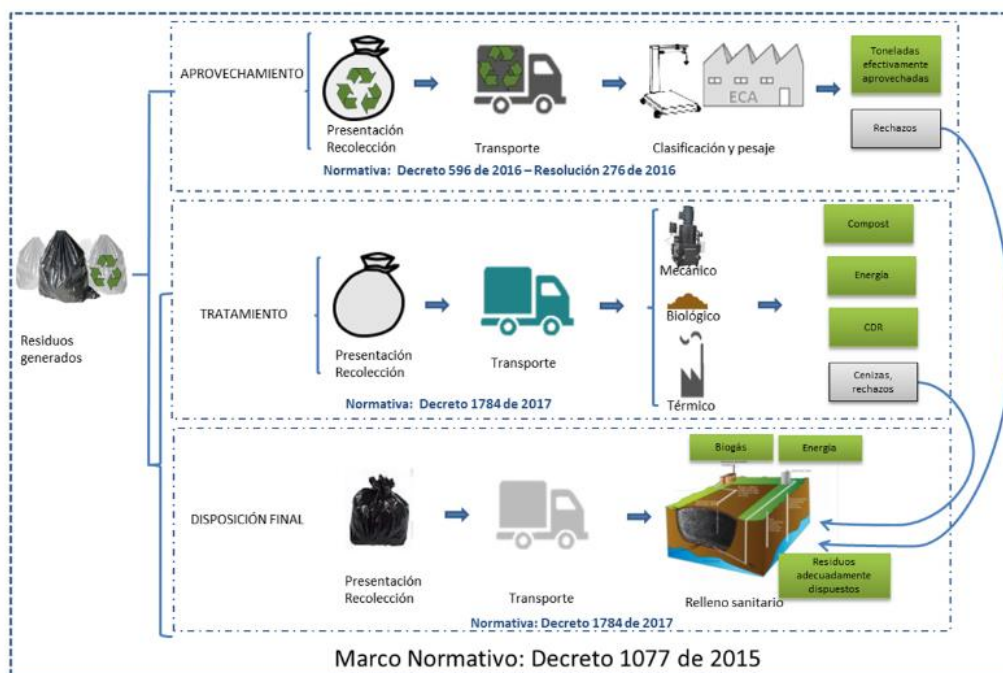 APROVECHAMIENTO
Presentación
Recolección
Transporte
ECA
Clasificación y pesaje
Toneladas
efectivamente
aprovechadas
Rechazos
Normativa: Decreto 596 de 2016 – Resolución 276 de 2016
Residuos
generados
TRATAMIENTO
Presentación
Recolección
Transporte
Mecánico
Biológico
Térmico
Compost
Energía
CDR
Cenizas,
rechazos
Normativa: Decreto 1784 de 2017
DISPOSICIÓN FINAL
Presentación
Recolección
Transporte
Biogás
Energía
Relleno sanitario
Residuos
adecuadamente
dispuestos
Normativa: Decreto 1784 de 2017
Marco Normativo: Decreto 1077 de 2015